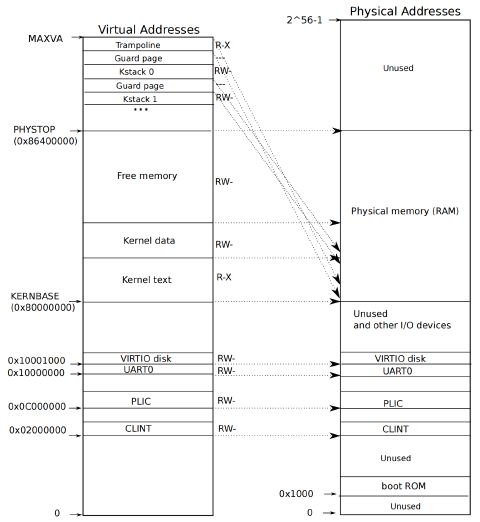 Virtual Addresses
MAXVA
Trampoline
R-X
Guard page
---
Kstack 0
RW-
Guard page
---
Kstack 1
RW-
...
PHYSTOP
(0x86400000)
Free memory
RW-
Kernel data
RW-
Kernel text
R-X
KERNBASE
(0x80000000)
0x10001000
VIRTIO disk
RW-
0x10000000
UART0
RW-
0x0C000000
PLIC
RW-
0x02000000
CLINT
RW-
0
Physical Addresses
2^56-1
Unused
Physical memory (RAM)
Unused
and other I/O devices
VIRTIO disk
UART0
PLIC
CLINT
Unused
boot ROM
0x1000
Unused
0